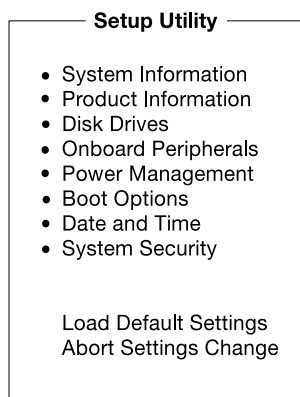 Setup Utility
• System Information
• Product Information
• Disk Drives
• Onboard Peripherals
• Power Management
• Boot Options
• Date and Time
• System Security
Load Default Settings
Abort Settings Change